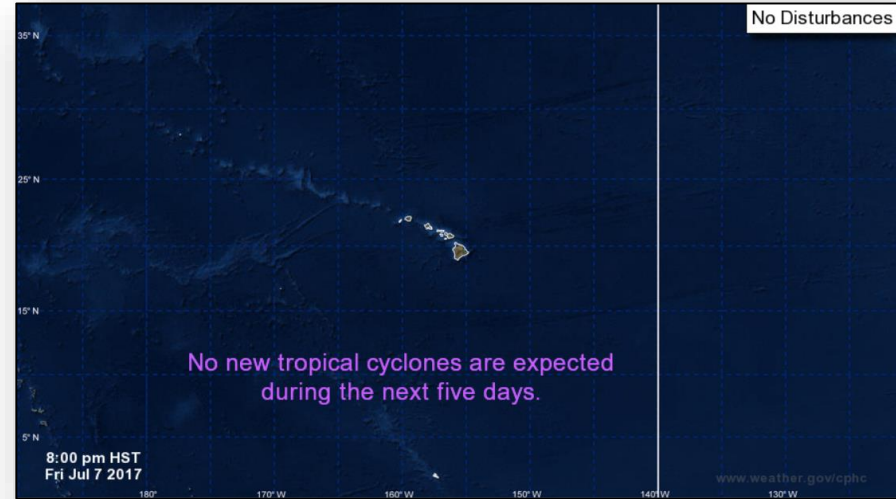 No Disturbances
35° N
25° N
15° N
No new tropical cyclones are expected
during the next five days.
5° N
8:00 pm HST
Fri Jul 7 2017
www.weather.gov/cphc
180° 170° W 160° W 150° W 140° W 130° W